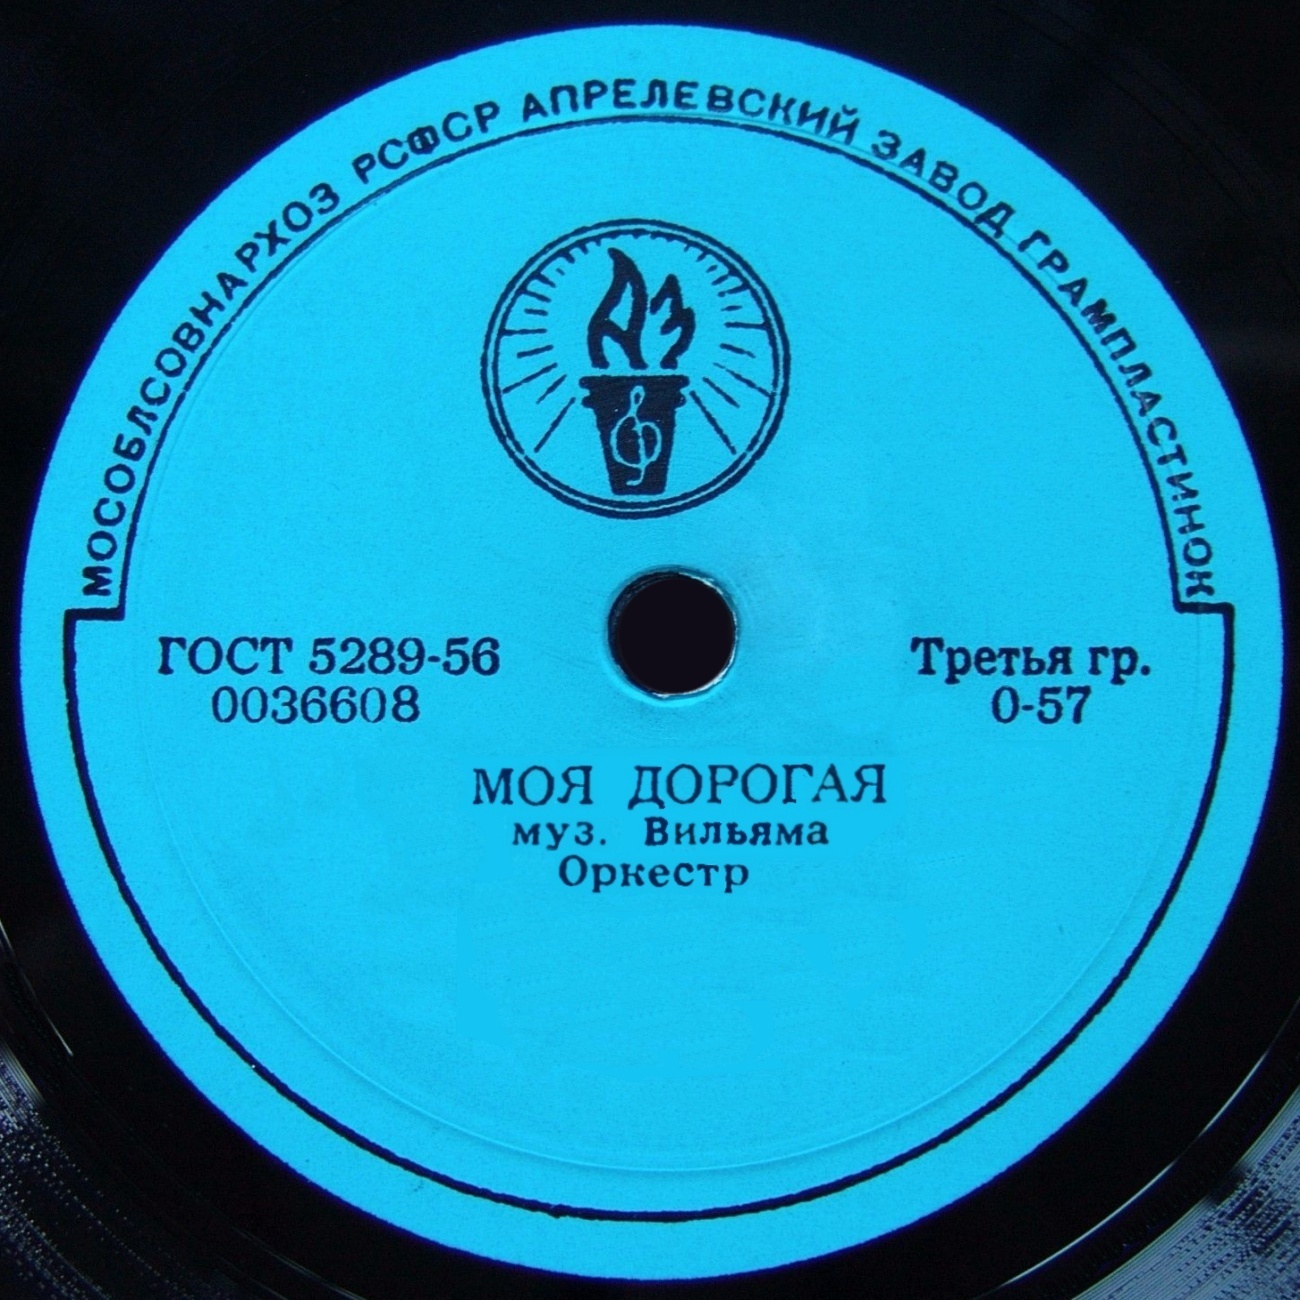 МОСОБЛСОВНАРХОЗ РСФСР АПРЕЛЕВСКИЙ ЗАВОД ГРАМПЛАСТИНОК
АЗ
ГОСТ 5289-56
0036608
Третья гр.
0-57
МОЯ ДОРОГАЯ
муз. Вильяма
Оркестр